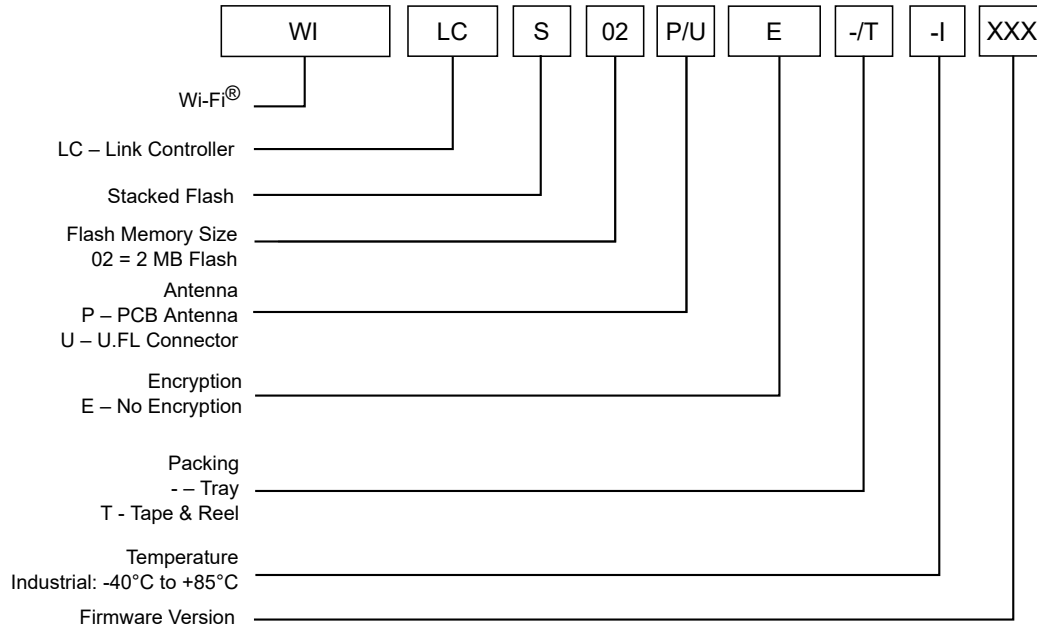 WI LC S 02 P/U E -/T -I XXX
Wi-Fi®
LC – Link Controller
Stacked Flash
Flash Memory Size
02 = 2 MB Flash
Antenna
P – PCB Antenna
U – U.FL Connector
Encryption
E – No Encryption
Packing
- – Tray
T - Tape & Reel
Temperature
Industrial: -40°C to +85°C
Firmware Version